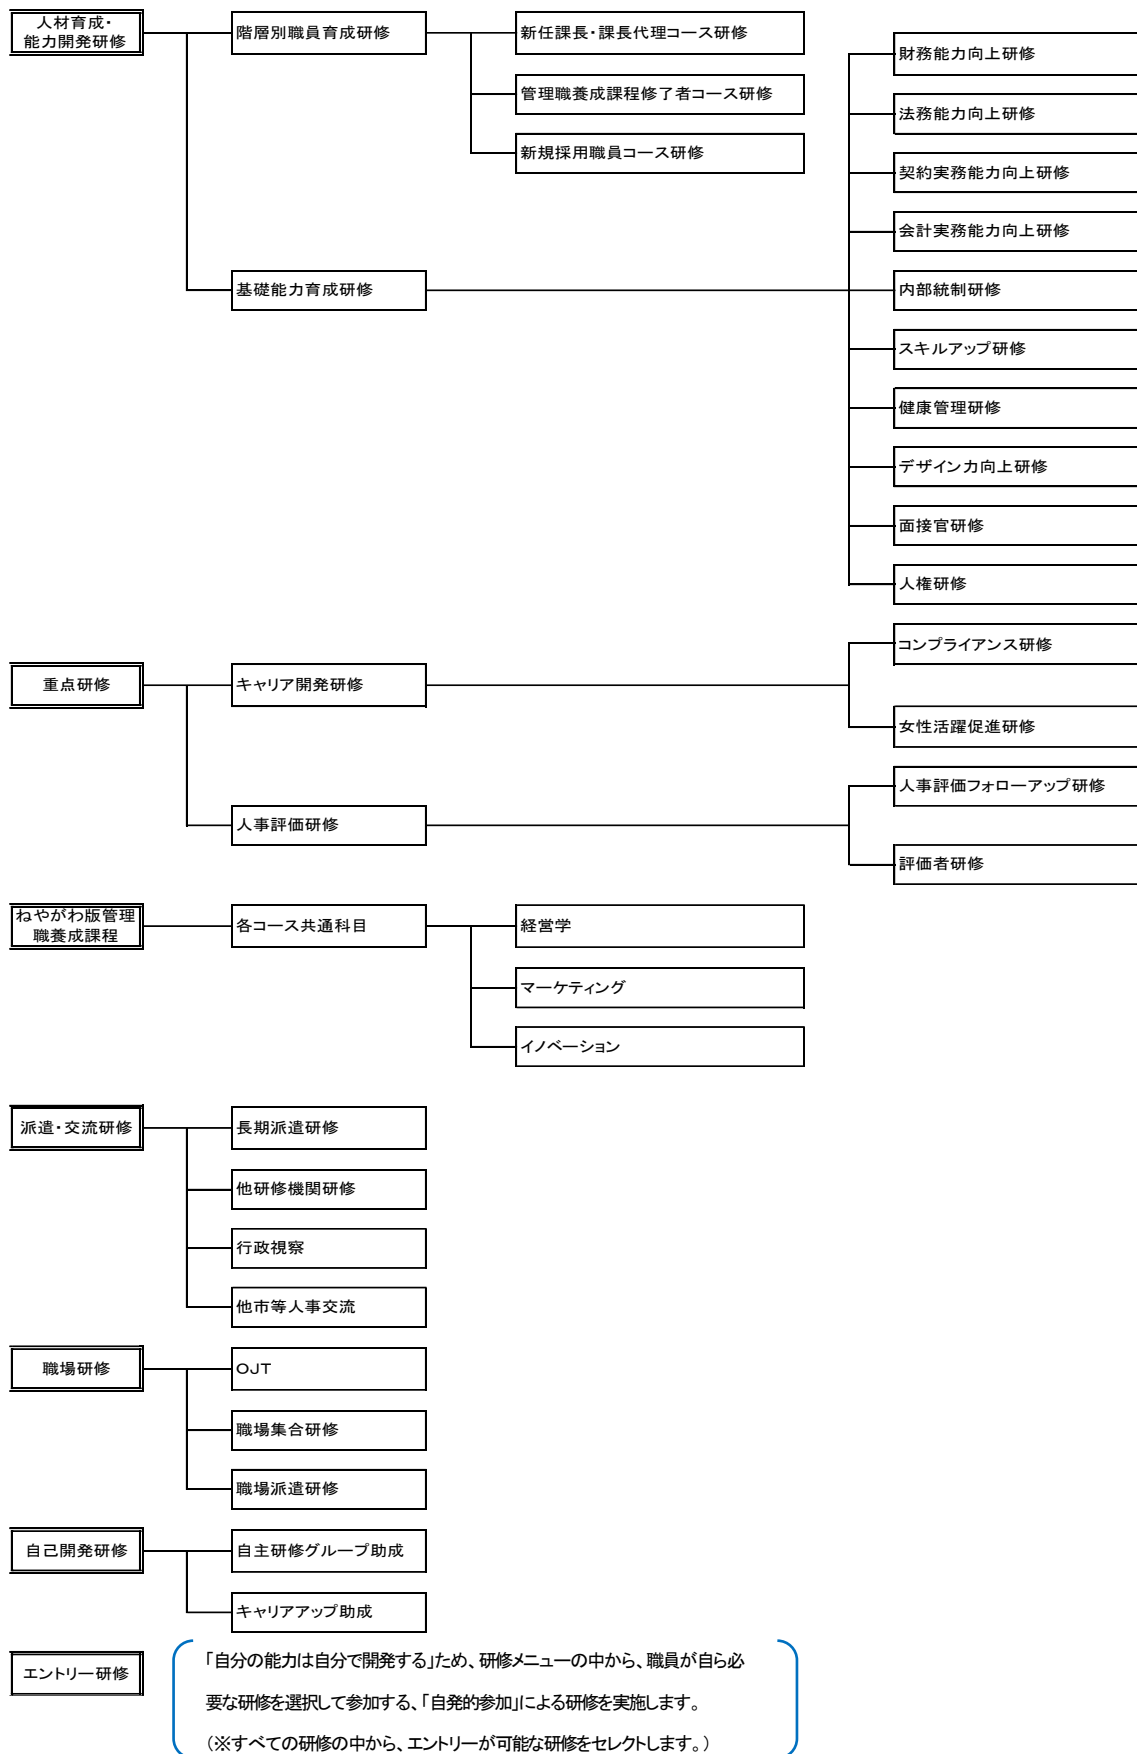 人材育成・
能力開発研修
階層別職員育成研修
新任課長・課長代理コース研修
管理職養成課程修了者コース研修
新規採用職員コース研修
基礎能力育成研修
財務能力向上研修
法務能力向上研修
契約実務能力向上研修
会計実務能力向上研修
内部統制研修
スキルアップ研修
健康管理研修
デザイン力向上研修
面接官研修
人権研修
重点研修
キャリア開発研修
コンプライアンス研修
女性活躍促進研修
人事評価研修
人事評価フォローアップ研修
評価者研修
ねやがわ版管理
職養成課程
各コース共通科目
経営学
マーケティング
イノベーション
派遣・交流研修
長期派遣研修
他研修機関研修
行政視察
他市等人事交流
職場研修
OJT
職場集合研修
職場派遣研修
自己開発研修
自主研修グループ助成
キャリアアップ助成
エントリー研修
「自分の能力は自分で開発する」ため、研修メニューの中から、職員が自ら必
要な研修を選択して参加する、「自発的参加」による研修を実施します。
（※すべての研修の中から、エントリーが可能な研修をセレクトします。）